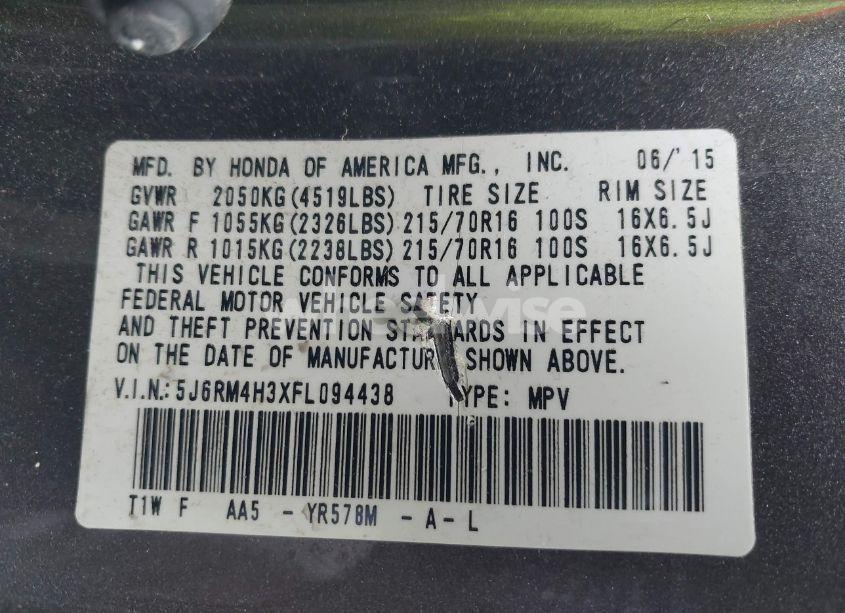 MFD. BY HONDA OF AMERICA MFG., INC. 06/'15
GVWR 2050KG(4519LBS) TIRE SIZE RIM SIZE
GAWR F 1055KG(2326LBS) 215/70R16 100S 16X6.5J
GAWR R 1015KG(2238LBS) 215/70R16 100S 16X6.5J
THIS VEHICLE CONFORMS TO ALL APPLICABLE
FEDERAL MOTOR VEHICLE SAFETY
AND THEFT PREVENTION STANDARDS IN EFFECT
ON THE DATE OF MANUFACTURE SHOWN ABOVE.
V.I.N.: 5J6RM4H3XFL094438 TYPE: MPV
T1W F AA5 - YR578M - A - L